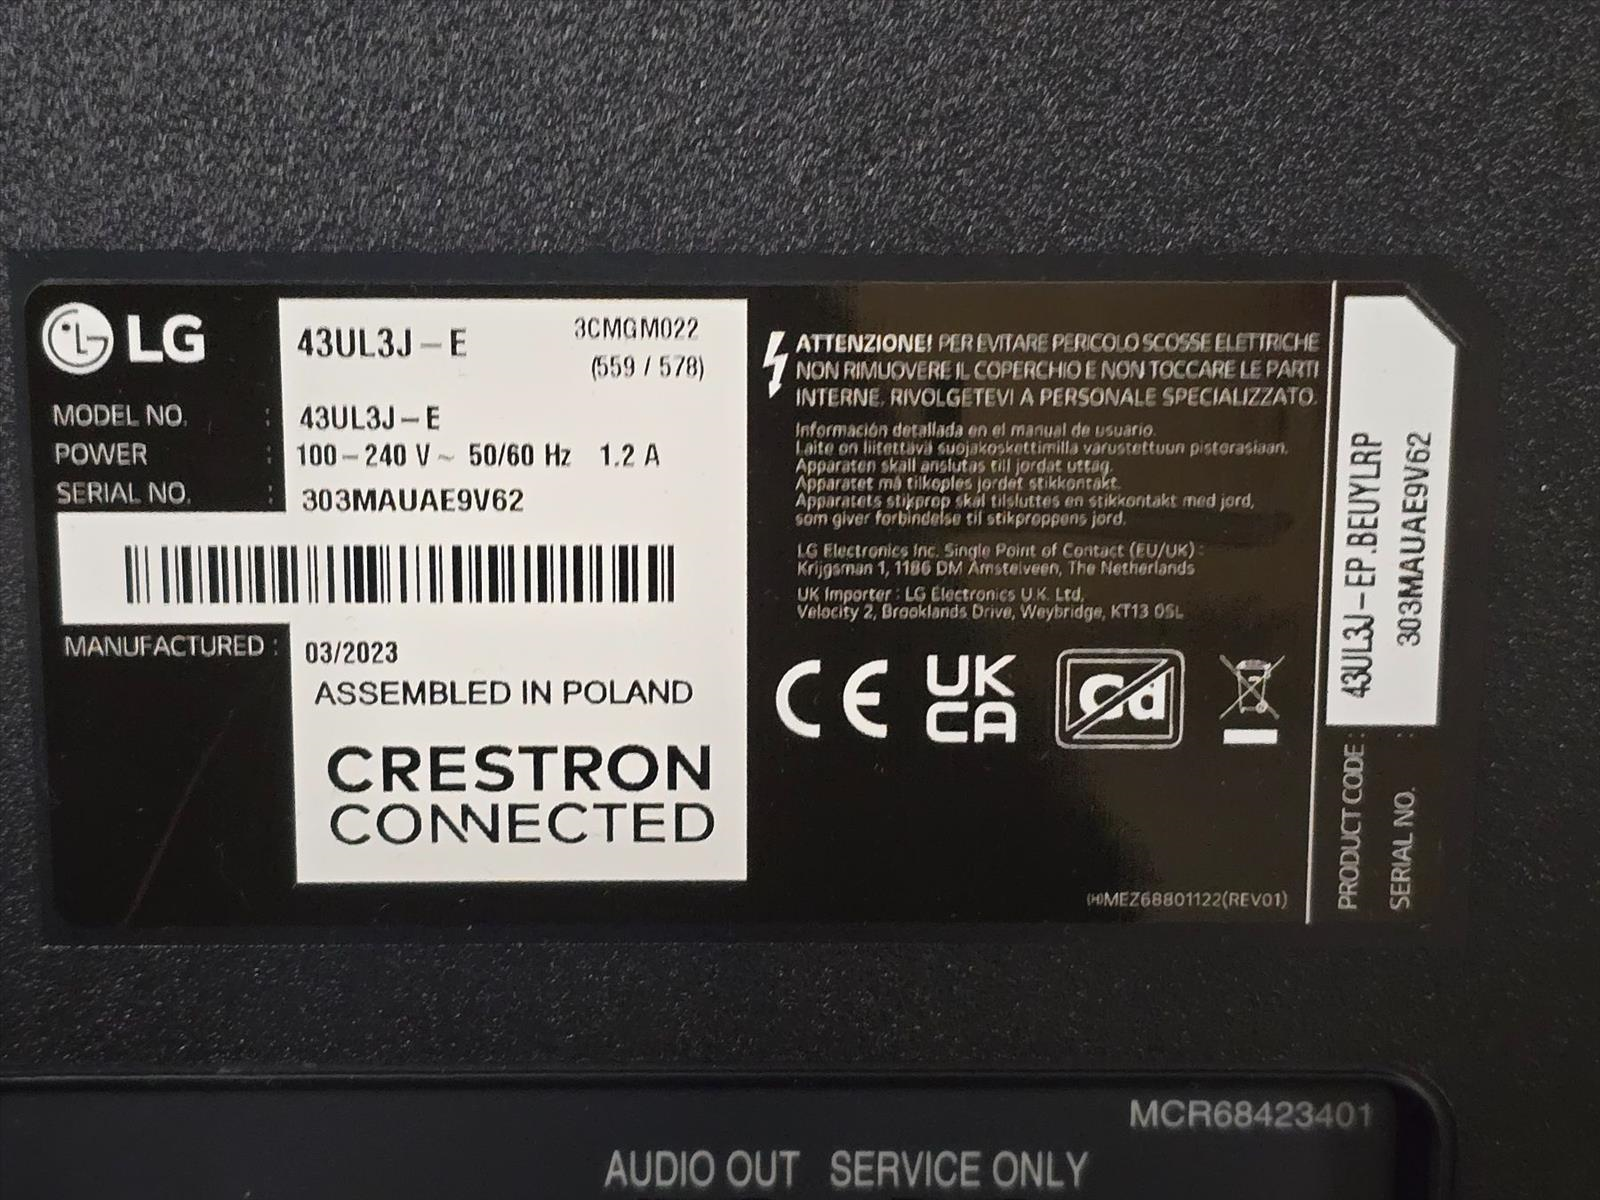 LG
43UL3J-E
3CMGM022
(559 / 578)
MODEL NO. : 43UL3J-E
POWER : 100-240 V ~ 50/60 Hz 1.2 A
SERIAL NO. : 303MAUAE9V62
MANUFACTURED : 03/2023
ASSEMBLED IN POLAND
CRESTRON
CONNECTED
ATTENZIONE! PER EVITARE PERICOLO SCOSSE ELETTRICHE
NON RIMUOVERE IL COPERCHIO E NON TOCCARE LE PARTI
INTERNE. RIVOLGETEVI A PERSONALE SPECIALIZZATO.
Información detallada en el manual de usuario.
Laite on liitettävä suojakoskettimilla varustettuun pistorasiaan.
Apparaten skall anslutas till jordat uttag.
Apparatet må tilkoples jordet stikkontakt.
Apparatets stikprop skal tilsluttes en stikkontakt med jord,
som giver forbindelse til stikproppens jord.
LG Electronics Inc. Single Point of Contact (EU/UK) :
Krijgsman 1, 1186 DM Amstelveen, The Netherlands
UK Importer : LG Electronics U.K. Ltd,
Velocity 2, Brooklands Drive, Weybridge, KT13 0SL
CE
UK
CA
Cd
(H)MEZ68801122(REV01)
PRODUCT CODE : 43UL3J-EP.BEUYLRP
SERIAL NO. : 303MAUAE9V62
MCR68423401
AUDIO OUT SERVICE ONLY